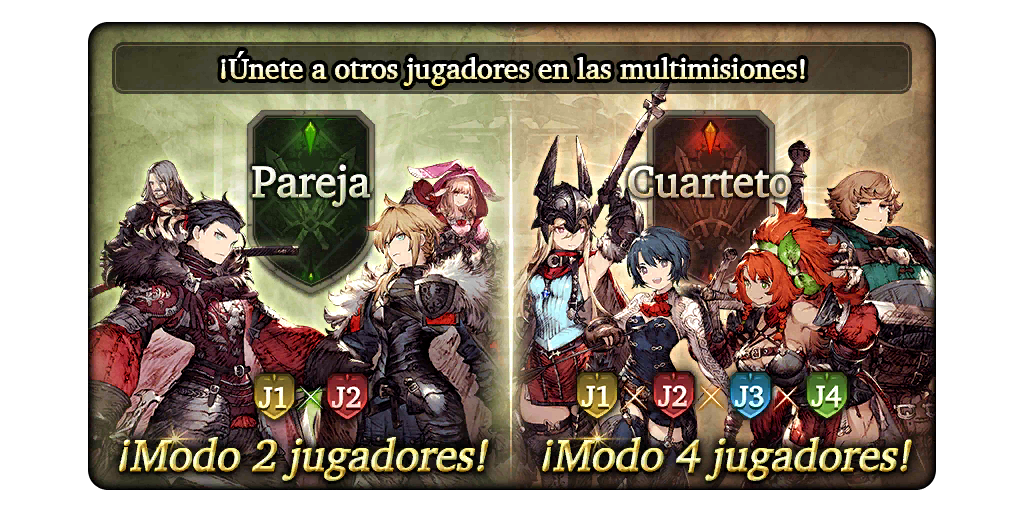 ¡Únete a otros jugadores en las multimisiones!
Pareja
Cuarteto
J1 × J2
J1 × J2 × J3 × J4
¡Modo 2 jugadores!
¡Modo 4 jugadores!